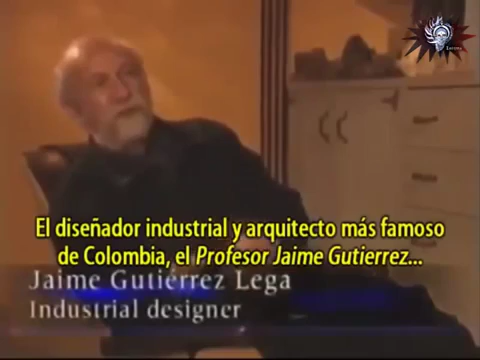 El diseñador industrial y arquitecto más famoso
de Colombia, el Profesor Jaime Gutierrez...
Jaime Gutiérrez Lega
Industrial designer